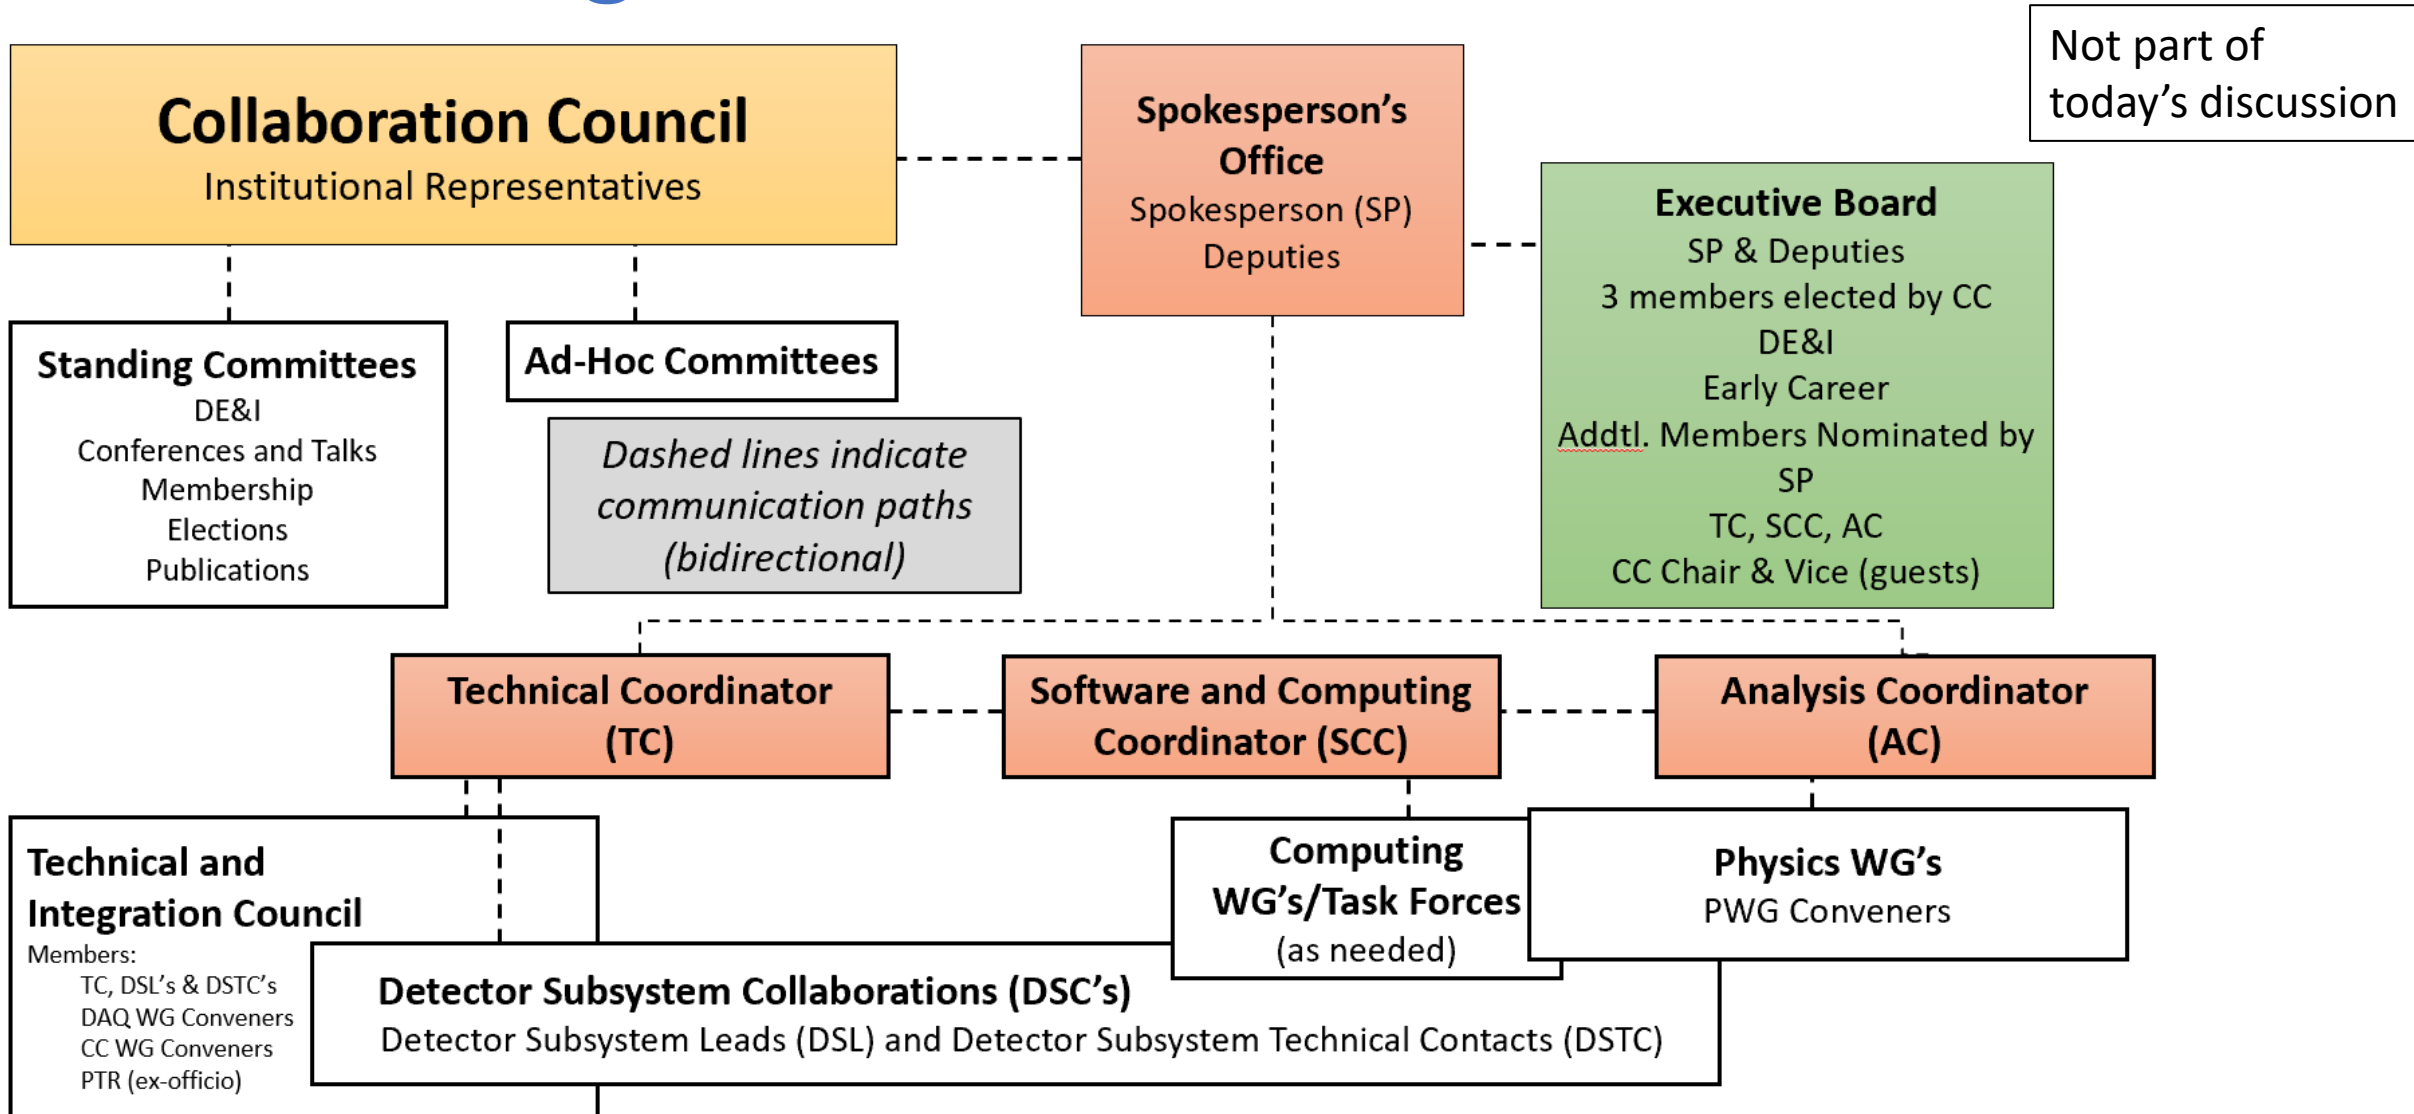 Not part of
today's discussion
Collaboration Council
Institutional Representatives
Spokesperson's
Office
Spokesperson (SP)
Deputies
Executive Board
SP & Deputies
3 members elected by CC
DE&I
Early Career
Addtl. Members Nominated by
SP
TC, SCC, AC
CC Chair & Vice (guests)
Standing Committees
DE&I
Conferences and Talks
Membership
Elections
Publications
Ad-Hoc Committees
Dashed lines indicate
communication paths
(bidirectional)
Technical Coordinator
(TC)
Software and Computing
Coordinator (SCC)
Analysis Coordinator
(AC)
Technical and
Integration Council
Members:
TC, DSL's & DSTC's
DAQ WG Conveners
CC WG Conveners
PTR (ex-officio)
Computing
WG's/Task Forces
(as needed)
Physics WG's
PWG Conveners
Detector Subsystem Collaborations (DSC's)
Detector Subsystem Leads (DSL) and Detector Subsystem Technical Contacts (DSTC)